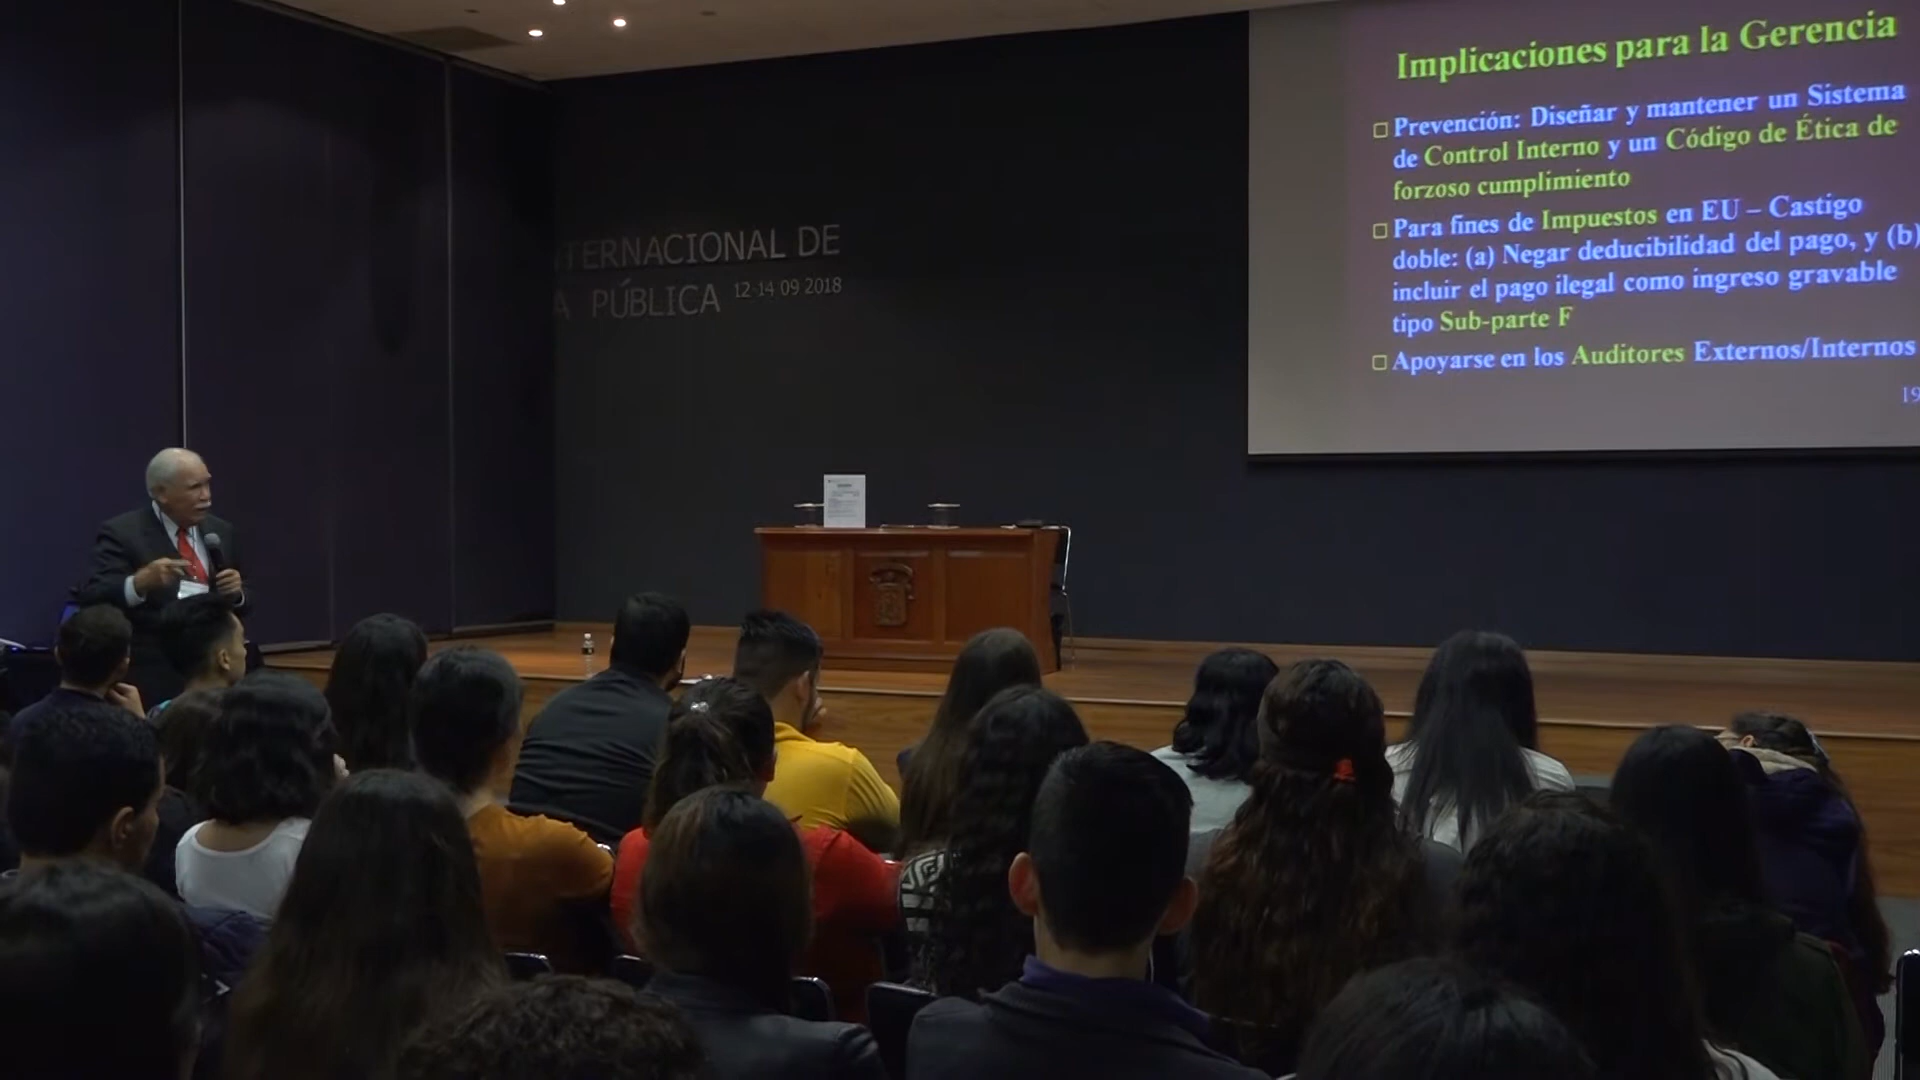 INTERNACIONAL DE
A PÚBLICA 12-14 09 2018
Implicaciones para la Gerencia
Prevención: Diseñar y mantener un Sistema
de Control Interno y un Código de Ética de
forzoso cumplimiento
Para fines de Impuestos en EU – Castigo
doble: (a) Negar deducibilidad del pago, y (b)
incluir el pago ilegal como ingreso gravable
tipo Sub-parte F
Apoyarse en los Auditores Externos/Internos
19